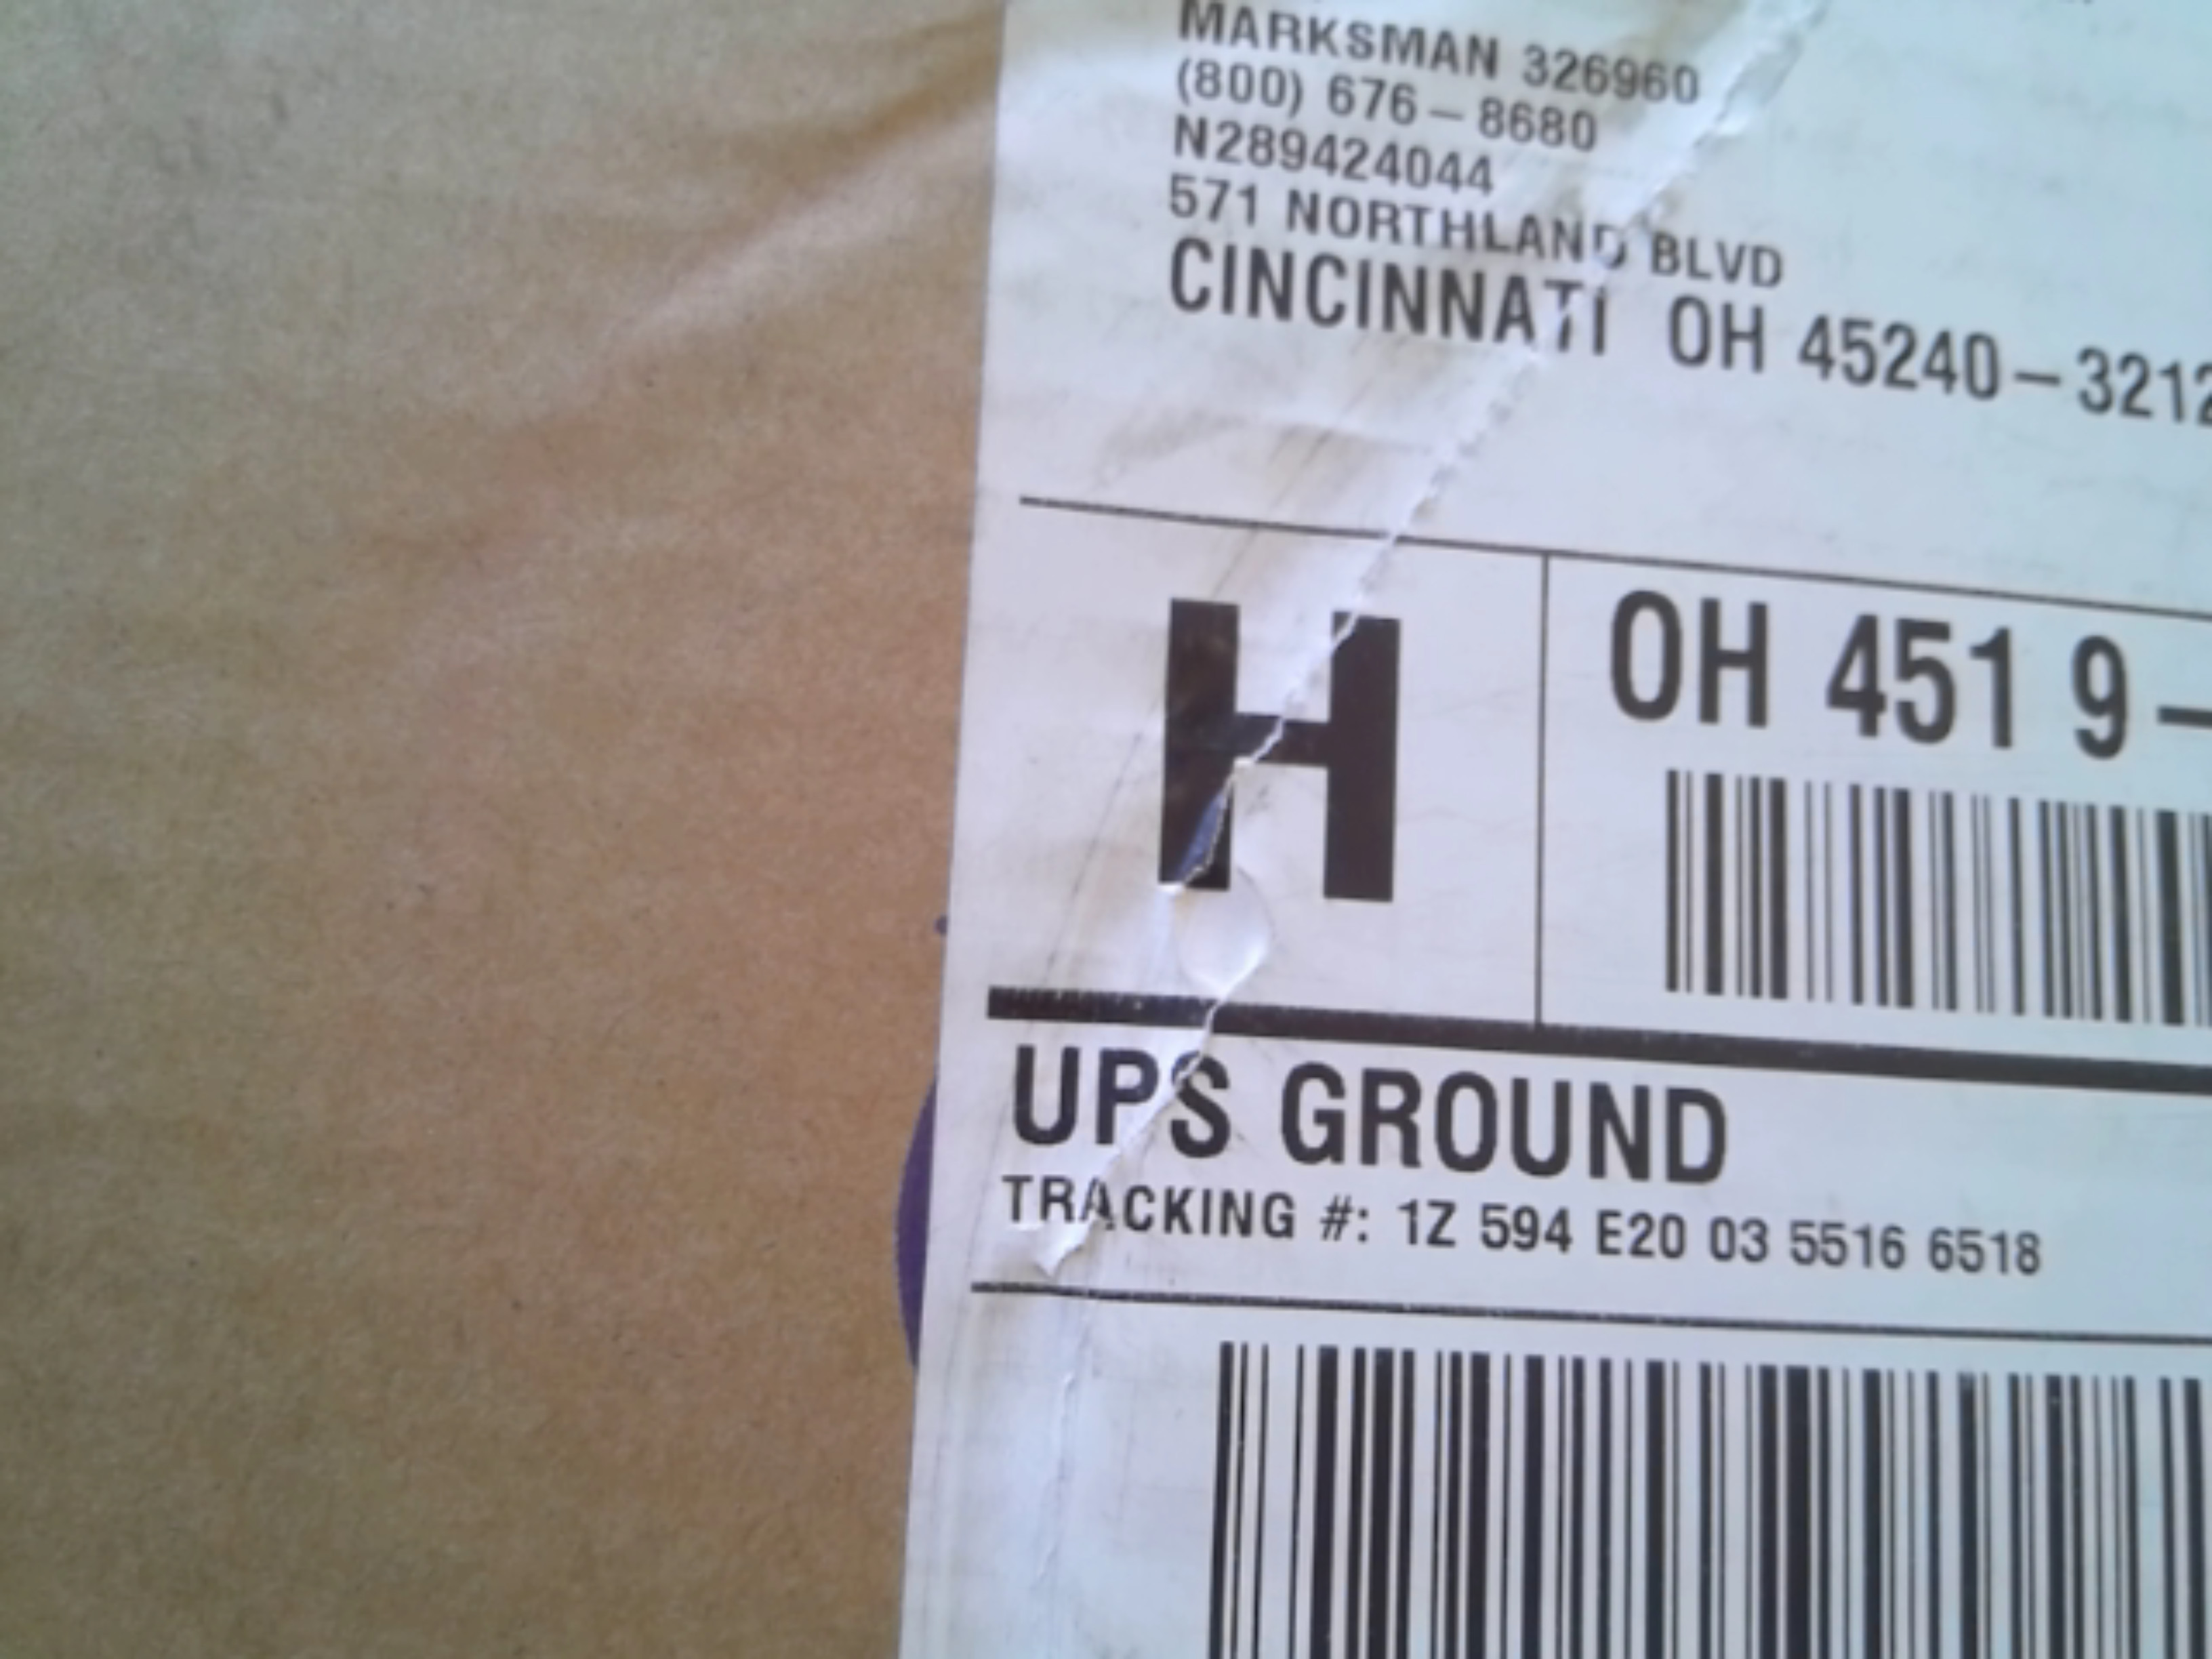 MARKSMAN 326960
(800) 676-8680
N289424044
571 NORTHLAND BLVD
CINCINNATI OH 45240-3212
H
OH 451 9-
UPS GROUND
TRACKING #: 1Z 594 E20 03 5516 6518